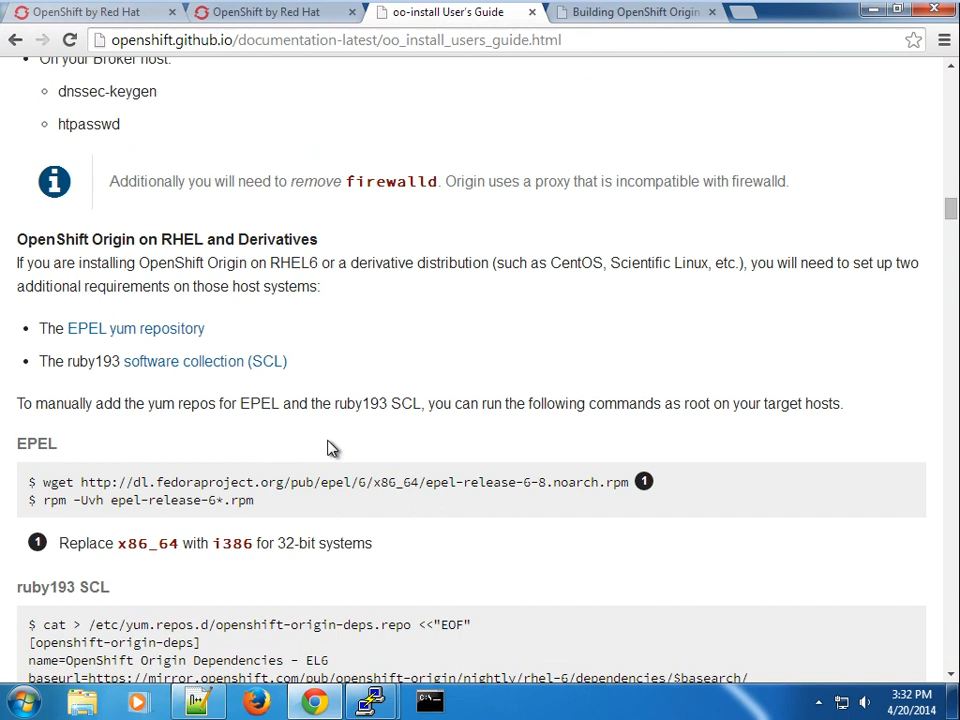 OpenShift by Red Hat
OpenShift by Red Hat
oo-install User's Guide
Building OpenShift Origin
openshift.github.io/documentation-latest/oo_install_users_guide.html
On your Broker host:
dnssec-keygen
htpasswd
Additionally you will need to remove firewalld. Origin uses a proxy that is incompatible with firewalld.
OpenShift Origin on RHEL and Derivatives
If you are installing OpenShift Origin on RHEL6 or a derivative distribution (such as CentOS, Scientific Linux, etc.), you will need to set up two
additional requirements on those host systems:
The EPEL yum repository
The ruby193 software collection (SCL)
To manually add the yum repos for EPEL and the ruby193 SCL, you can run the following commands as root on your target hosts.
EPEL
$ wget http://dl.fedoraproject.org/pub/epel/6/x86_64/epel-release-6-8.noarch.rpm 1
$ rpm -Uvh epel-release-6*.rpm
1 Replace x86_64 with i386 for 32-bit systems
ruby193 SCL
$ cat > /etc/yum.repos.d/openshift-origin-deps.repo <<"EOF"
[openshift-origin-deps]
name=OpenShift Origin Dependencies - EL6
baseurl=https://mirror.openshift.com/pub/openshift-origin/nightly/rhel-6/dependencies/$basearch/
3:32 PM
4/20/2014